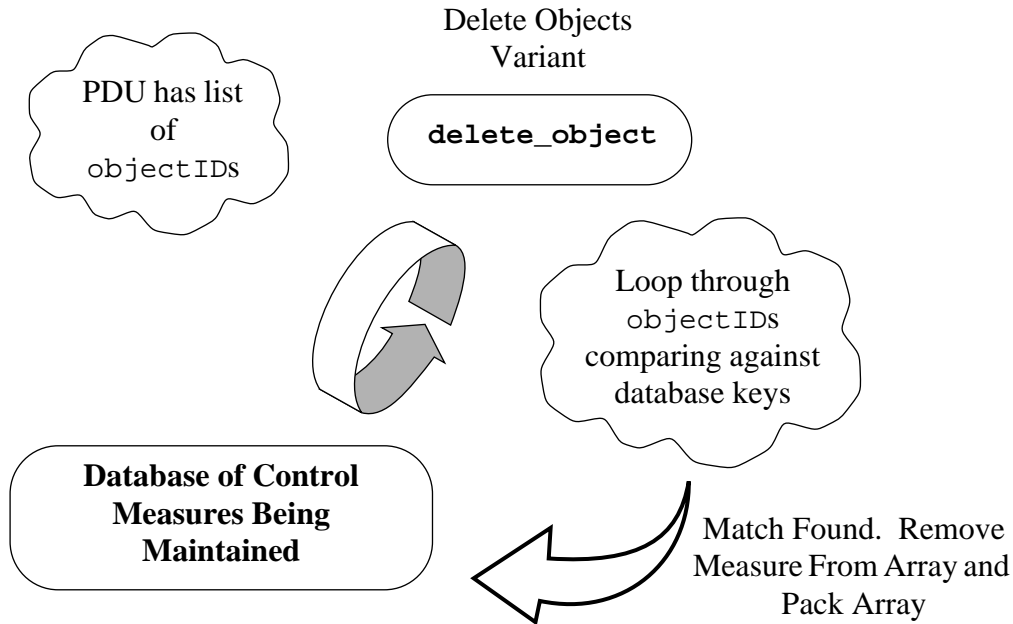 Delete Objects
Variant
PDU has list
of
objectIDs
delete_object
Loop through
objectIDs
comparing against
database keys
Database of Control
Measures Being
Maintained
Match Found.  Remove
Measure From Array and
Pack Array